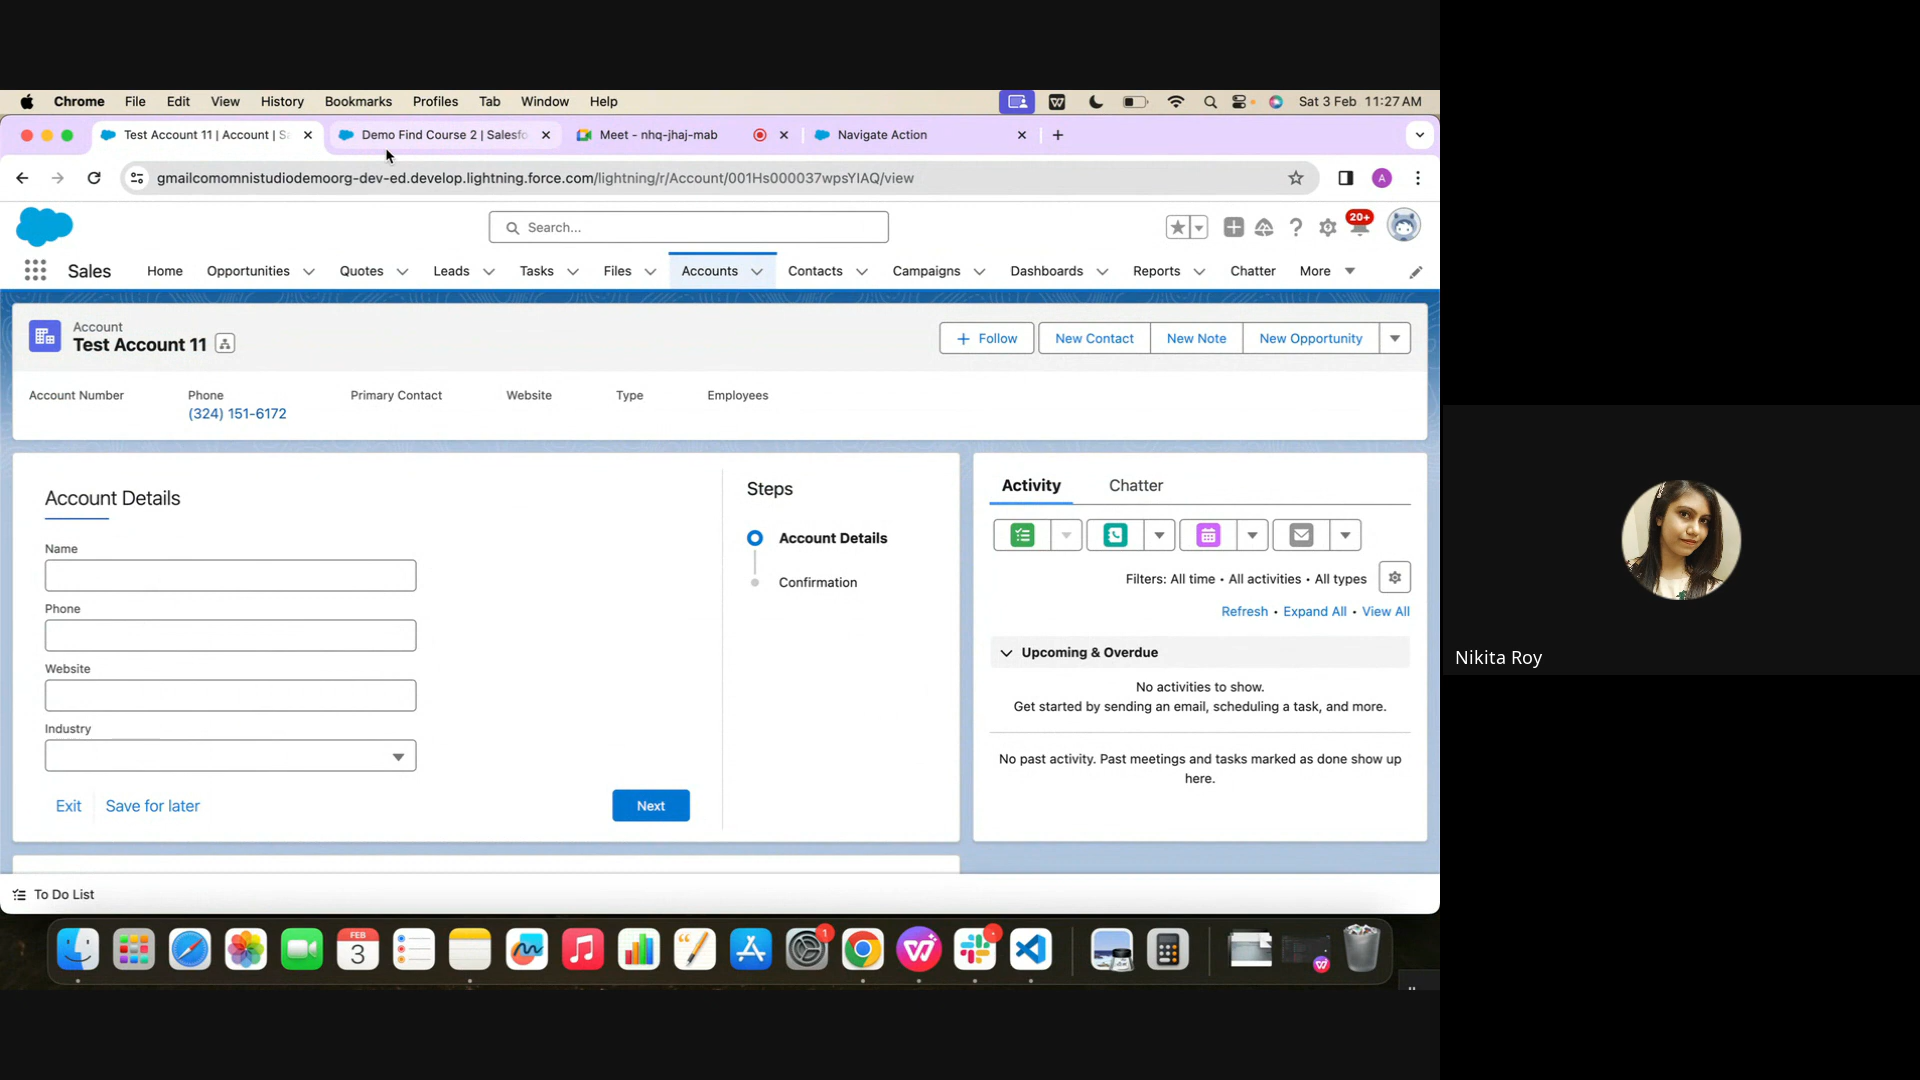 Chrome File Edit View History Bookmarks Profiles Tab Window Help Sat 3 Feb 11:27 AM
Test Account 11 | Account | Sa Demo Find Course 2 | Salesfo Meet - nhq-jhaj-mab Navigate Action
gmailcomomnistudiodemoorg-dev-ed.develop.lightning.force.com/lightning/r/Account/001Hs000037wpsYIAQ/view A
Search... 20+
Sales Home Opportunities Quotes Leads Tasks Files Accounts Contacts Campaigns Dashboards Reports Chatter More
Account
Test Account 11
Follow New Contact New Note New Opportunity
Account Number Phone Primary Contact Website Type Employees
(324) 151-6172
Account Details
Name
Phone
Website
Industry
Exit Save for later Next
Steps
Account Details
Confirmation
Activity Chatter
Filters: All time • All activities • All types
Refresh • Expand All • View All
Upcoming & Overdue
No activities to show.
Get started by sending an email, scheduling a task, and more.
No past activity. Past meetings and tasks marked as done show up
here.
To Do List
FEB
3
1
Nikita Roy